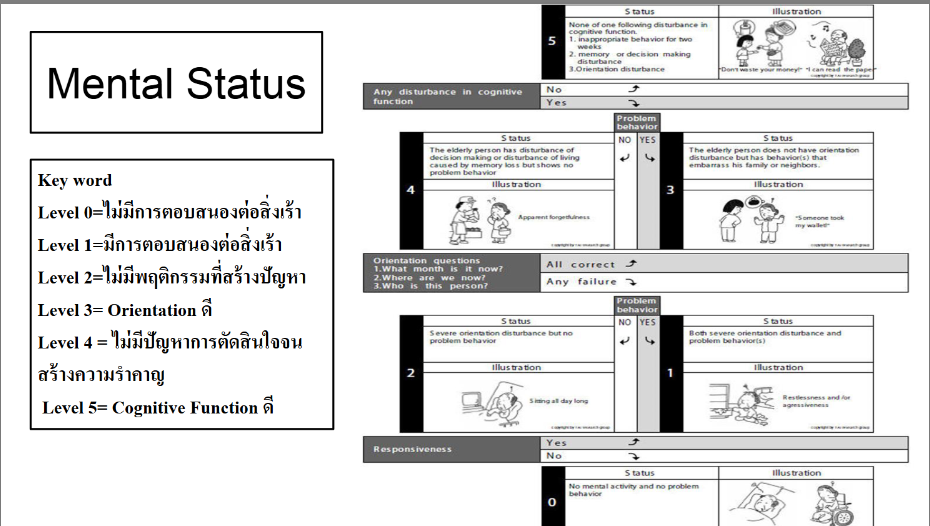 Mental Status
Key word
Level 0=ไม่มีการตอบสนองต่อสิ่งเร้า
Level 1=มีการตอบสนองต่อสิ่งเร้า
Level 2=ไม่มีพฤติกรรมที่สร้างปัญหา
Level 3= Orientation ดี
Level 4 = ไม่มีปัญหาการตัดสินใจจน
สร้างความรำคาญ
Level 5= Cognitive Function ดี
5
Status
None of one following disturbance in
cognitive function.
1. inappropriate behavior for two
weeks
2. memory or decision making
disturbance
3.Orientation disturbance
Illustration
"Don't waste your money!" "I can read the paper"
Any disturbance in cognitive
function
No
Yes
Problem
behavior
NO YES
4
Status
The elderly person has disturbance of
decision making or disturbance of living
caused by memory loss but shows no
problem behavior
Illustration
Apparent forgetfulness
3
Status
The elderly person does not have orientation
disturbance but has behavior(s) that
embarrass his family or neighbors.
Illustration
"Someone took
my wallet!"
Orientation questions
1.What month is it now?
2.Where are we now?
3.Who is this person?
All correct
Any failure
Problem
behavior
NO YES
2
Status
Severe orientation disturbance but no
problem behavior
Illustration
Sitting all day long
1
Status
Both severe orientation disturbance and
problem behavior(s)
Illustration
Restlessness and /or
agressiveness
Responsiveness
Yes
No
0
Status
No mental activity and no problem
behavior
Illustration